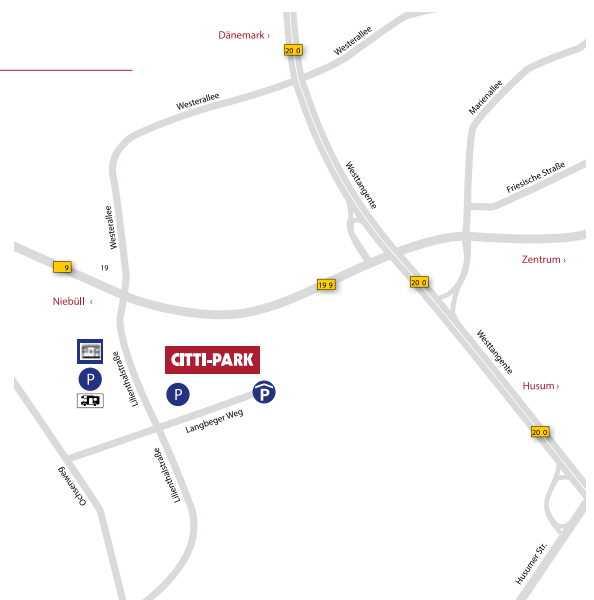 Dänemark ›
Westerallee
20 0
Westerallee
Marienallee
Westtangente
Friesische Straße
Westerallee
9
19
Zentrum ›
19 9
20 0
Niebüll ‹
CITTI-PARK
Westtangente
P
P
P
Lilienthalstraße
Husum ›
Langbeger Weg
20 0
Lilienthalstraße
Ochsenweg
Husumer Str.